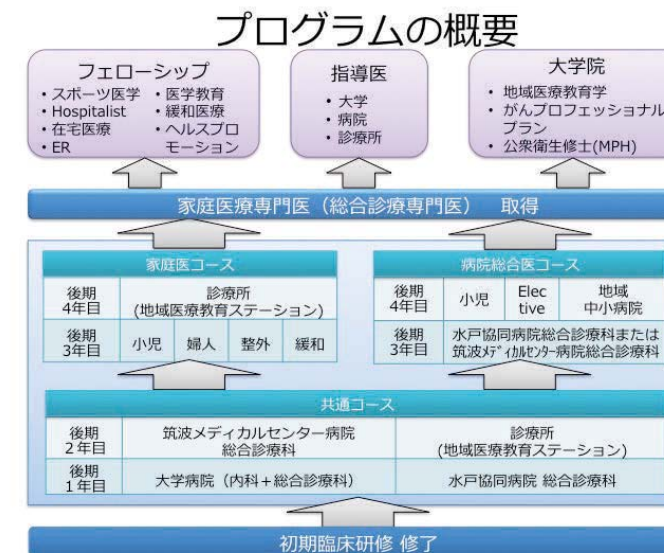 プログラムの概要
フェローシップ
・スポーツ医学
・Hospitalist
・在宅医療
・ER
・医学教育
・緩和医療
・ヘルスプロ
モーション
指導医
・大学
・病院
・診療所
大学院
・地域医療教育学
・がんプロフェッショナル
プラン
・公衆衛生修士(MPH)
家庭医療専門医（総合診療専門医）　取得
家庭医コース
後期
4年目
診療所
(地域医療教育ステーション)
後期
3年目
小児
婦人
整外
緩和
病院総合医コース
後期
4年目
小児
Elec
tive
地域
中小病院
後期
3年目
水戸協同病院総合診療科または
筑波ﾒﾃﾞｨｶﾙｾﾝﾀｰ病院総合診療科
共通コース
後期
２年目
筑波メディカルセンター病院
総合診療科
診療所
(地域医療教育ステーション)
後期
１年目
大学病院（内科＋総合診療科）
水戸協同病院 総合診療科
初期臨床研修 修了